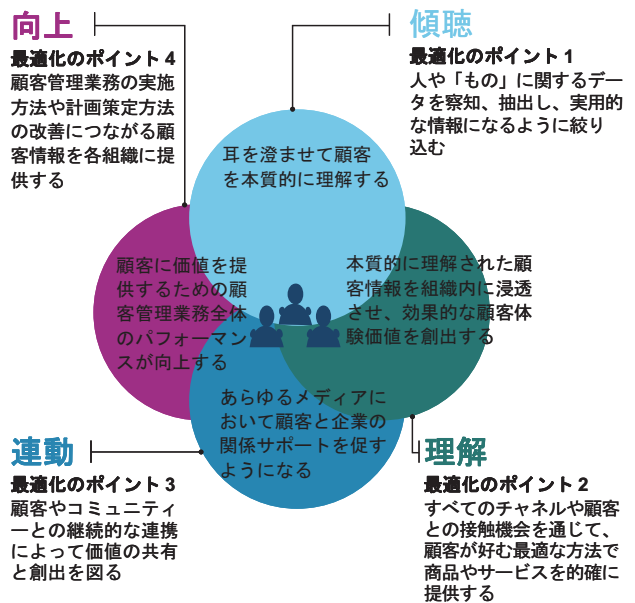 向上
最適化のポイント 4
顧客管理業務の実施
方法や計画策定方法
の改善につながる顧
客情報を各組織に提
供する
傾聴
最適化のポイント 1
人や「もの」に関するデー
タを察知、抽出し、実用的
な情報になるように絞り
込む
耳を澄ませて顧客
を本質的に理解する
顧客に価値を提
供するための顧
客管理業務全体
のパフォーマン
スが向上する
本質的に理解された顧
客情報を組織内に浸透
させ、効果的な顧客体
験価値を創出する
あらゆるメディアに
おいて顧客と企業の
関係サポートを促す
ようになる
連動
最適化のポイント 3
顧客やコミュニティ
ーとの継続的な連携
によって価値の共有
と創出を図る
理解
最適化のポイント 2
すべてのチャネルや顧客
との接触機会を通じて、
顧客が好む最適な方法で
商品やサービスを的確に
提供する